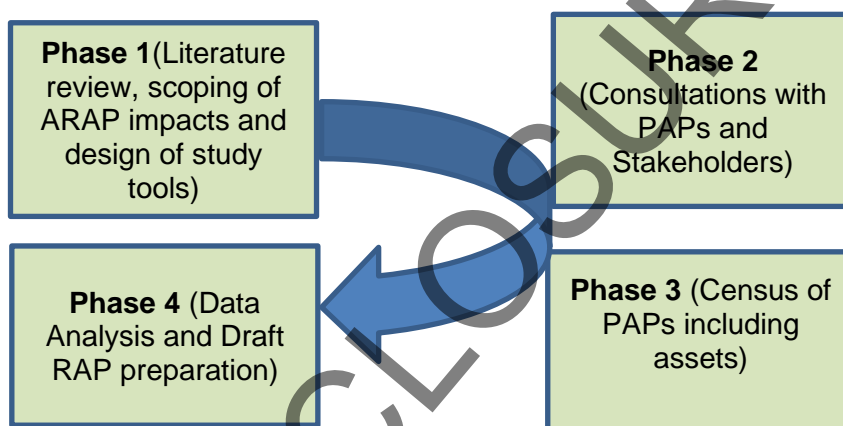 Phase 1(Literature
review, scoping of
ARAP impacts and
design of study
tools)
Phase 2
(Consultations with
PAPs and
Stakeholders)
Phase 3 (Census of
PAPs including
assets)
Phase 4 (Data
Analysis and Draft
RAP preparation)
CLOSUR